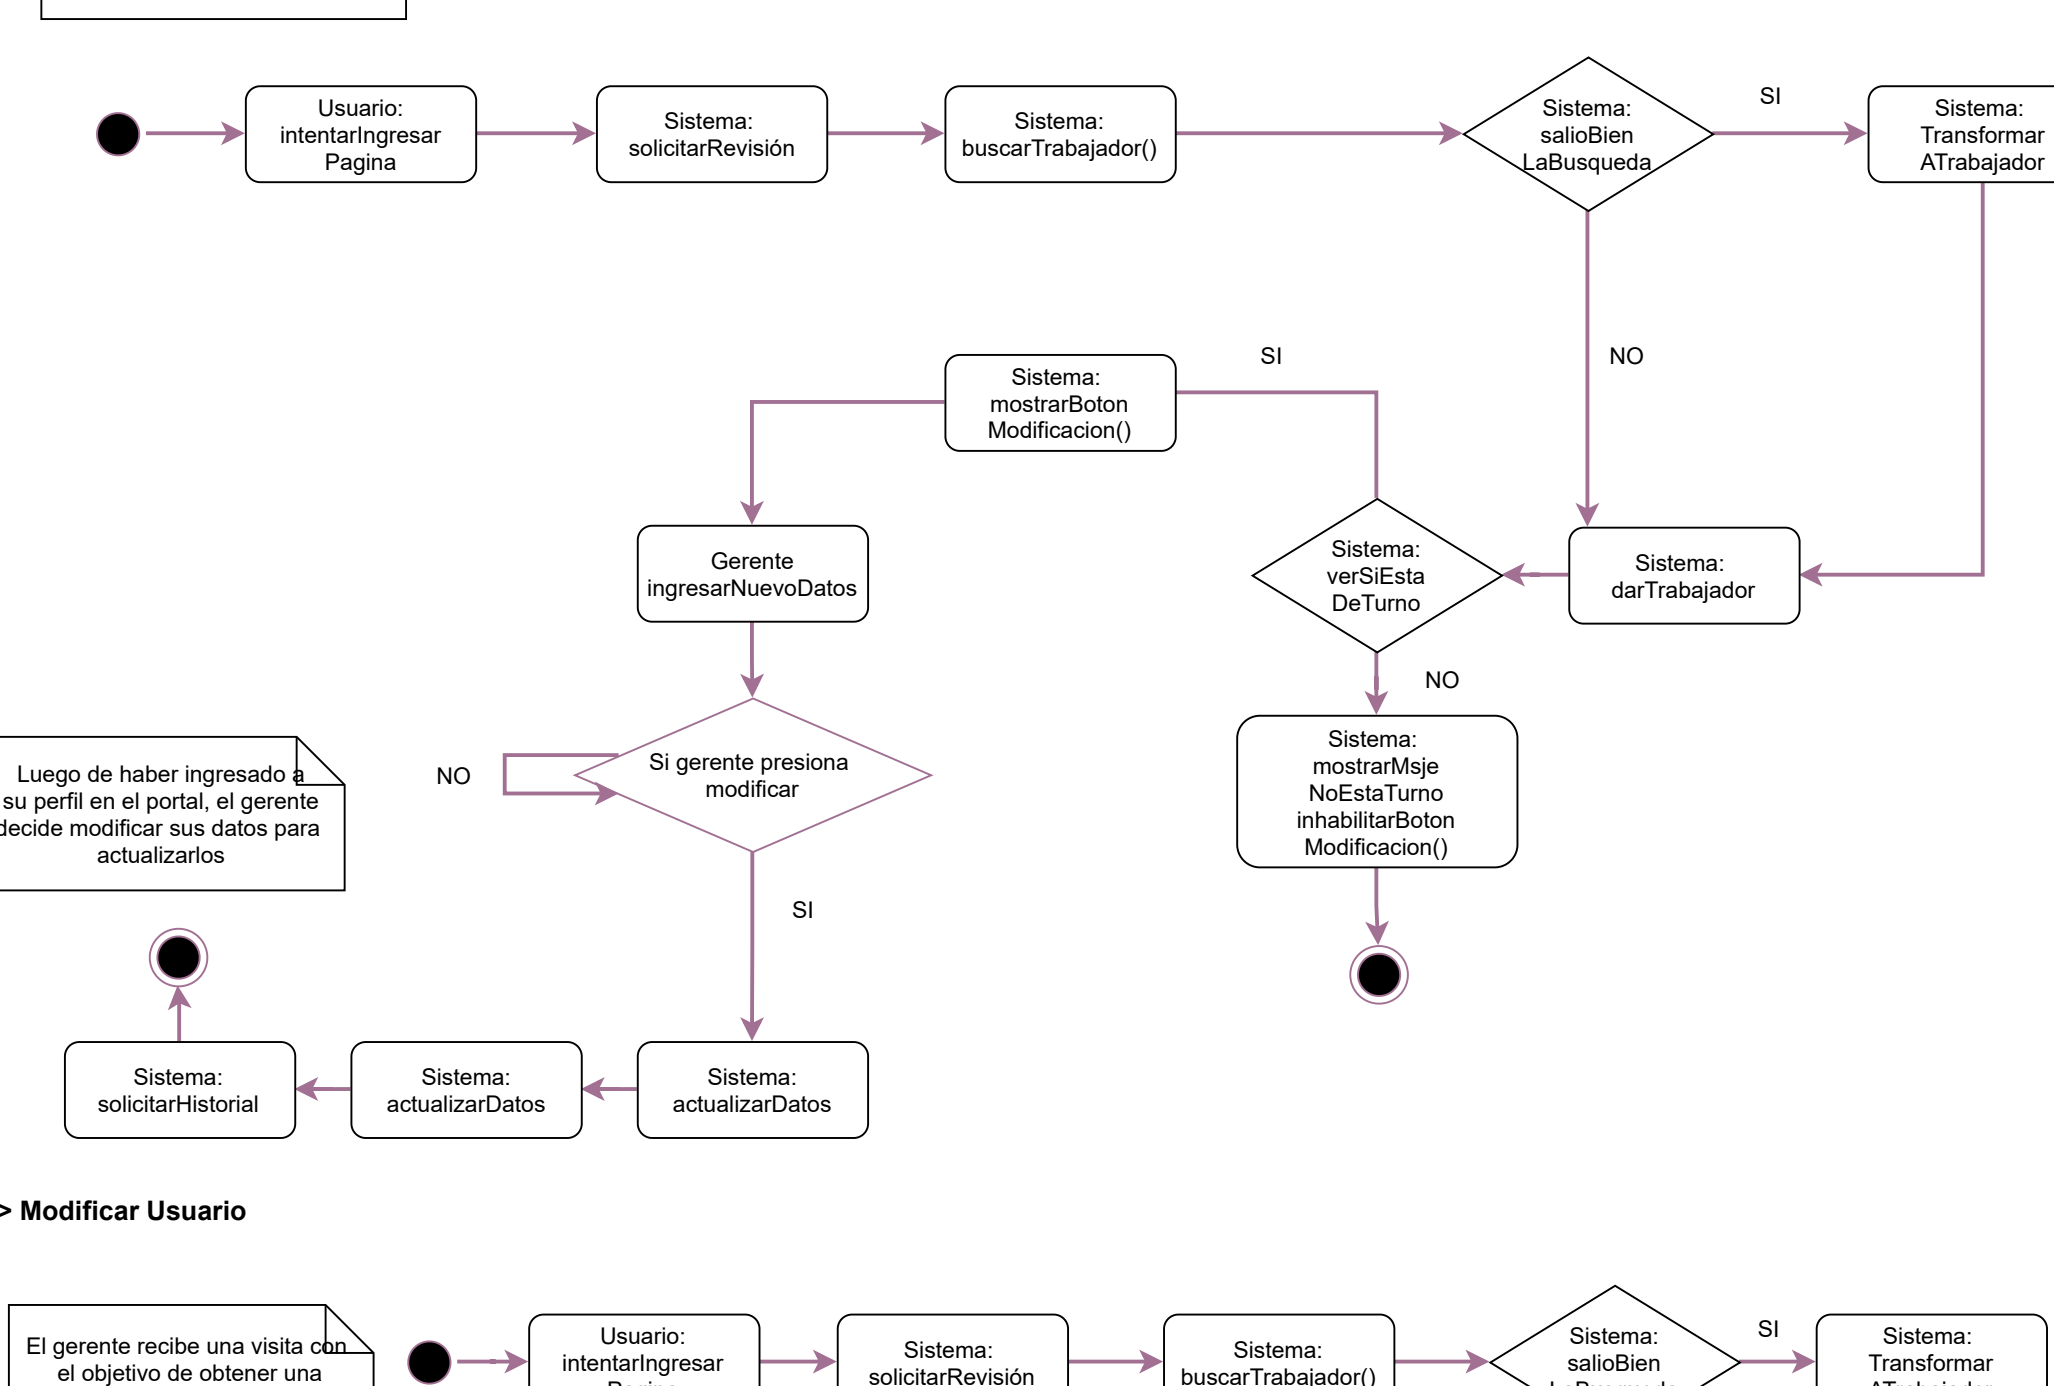 Usuario:
intentarIngresar
Pagina
Sistema:
solicitarRevisión
Sistema:
buscarTrabajador()
Sistema:
salioBien
LaBusqueda
SI
Sistema:
Transformar
ATrabajador
NO
SI
Sistema:
mostrarBoton
Modificacion()
Gerente
ingresarNuevoDatos
Sistema:
verSiEsta
DeTurno
Sistema:
darTrabajador
NO
Sistema:
mostrarMsje
NoEstaTurno
inhabilitarBoton
Modificacion()
Si gerente presiona
modificar
NO
SI
Luego de haber ingresado a
su perfil en el portal, el gerente
decide modificar sus datos para
actualizarlos
Sistema:
solicitarHistorial
Sistema:
actualizarDatos
Sistema:
actualizarDatos
> Modificar Usuario
El gerente recibe una visita con
el objetivo de obtener una
Usuario:
intentarIngresar
Sistema:
solicitarRevisión
Sistema:
buscarTrabajador()
Sistema:
salioBien
SI
Sistema:
Transformar